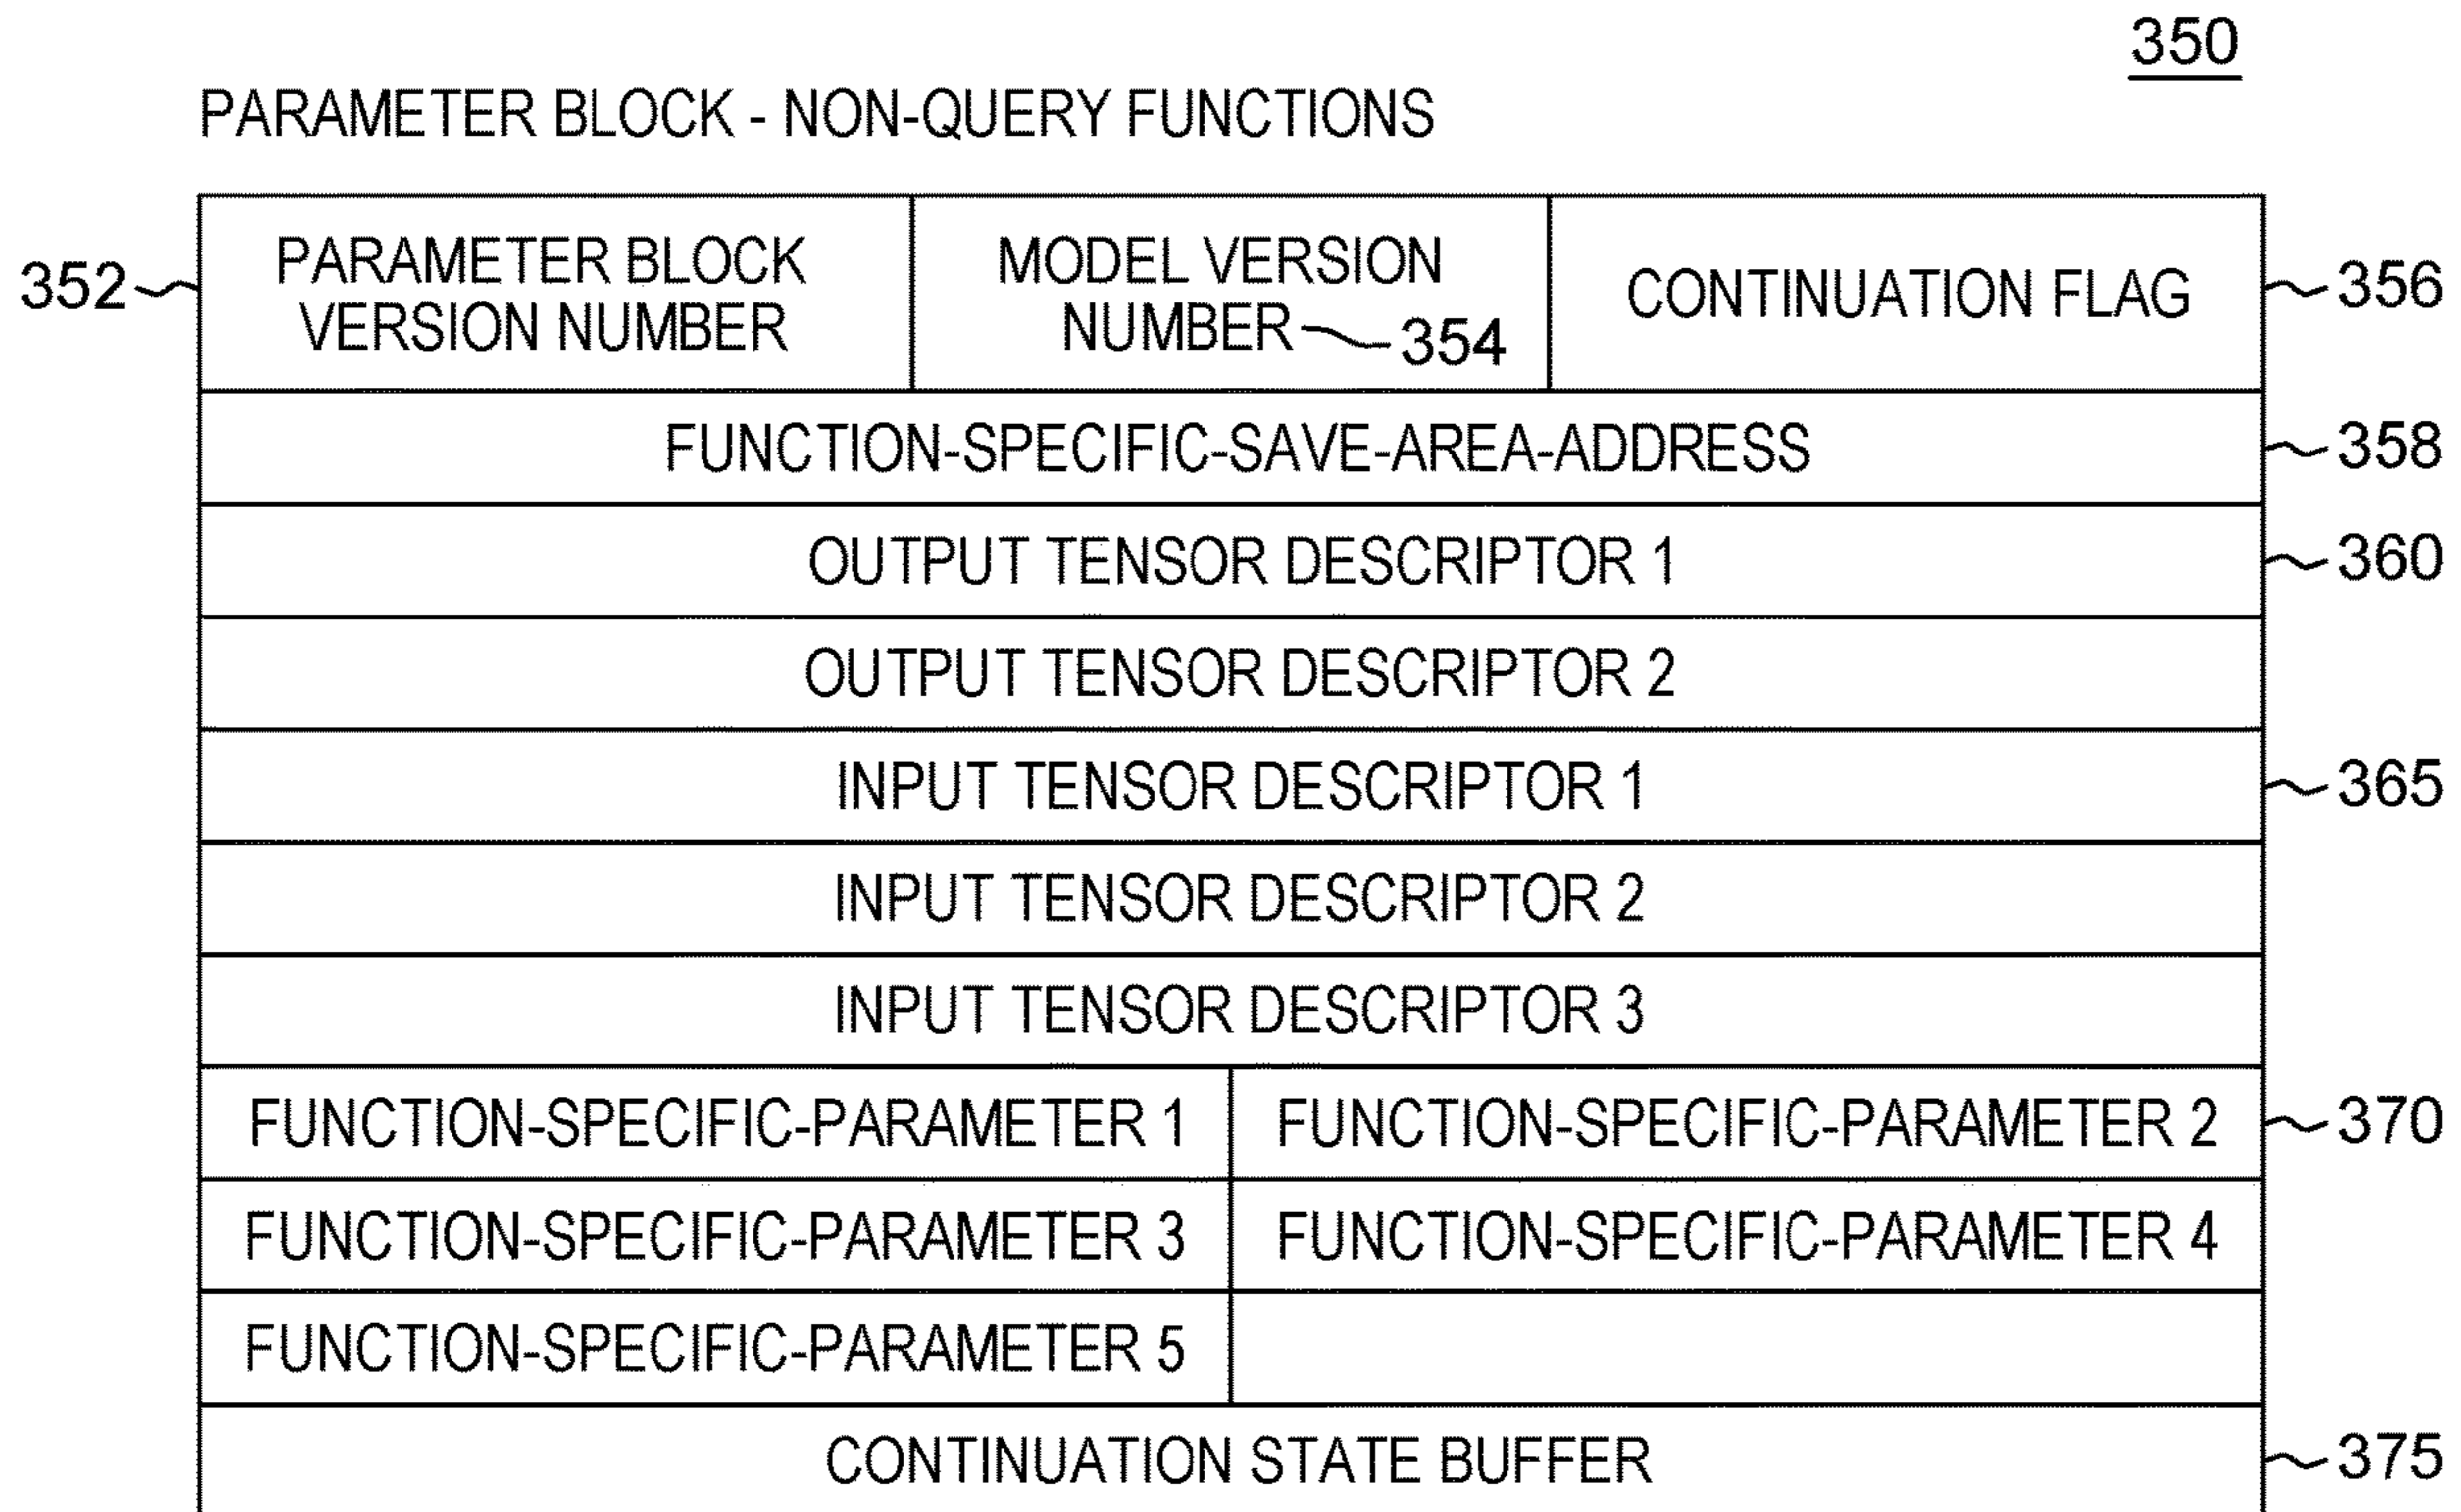 350
PARAMETER BLOCK - NON-QUERY FUNCTIONS
352
PARAMETER BLOCK
VERSION NUMBER
MODEL VERSION
NUMBER
354
CONTINUATION FLAG
356
FUNCTION-SPECIFIC-SAVE-AREA-ADDRESS
358
OUTPUT TENSOR DESCRIPTOR 1
360
OUTPUT TENSOR DESCRIPTOR 2
INPUT TENSOR DESCRIPTOR 1
365
INPUT TENSOR DESCRIPTOR 2
INPUT TENSOR DESCRIPTOR 3
FUNCTION-SPECIFIC-PARAMETER 1
FUNCTION-SPECIFIC-PARAMETER 2
370
FUNCTION-SPECIFIC-PARAMETER 3
FUNCTION-SPECIFIC-PARAMETER 4
FUNCTION-SPECIFIC-PARAMETER 5
CONTINUATION STATE BUFFER
375